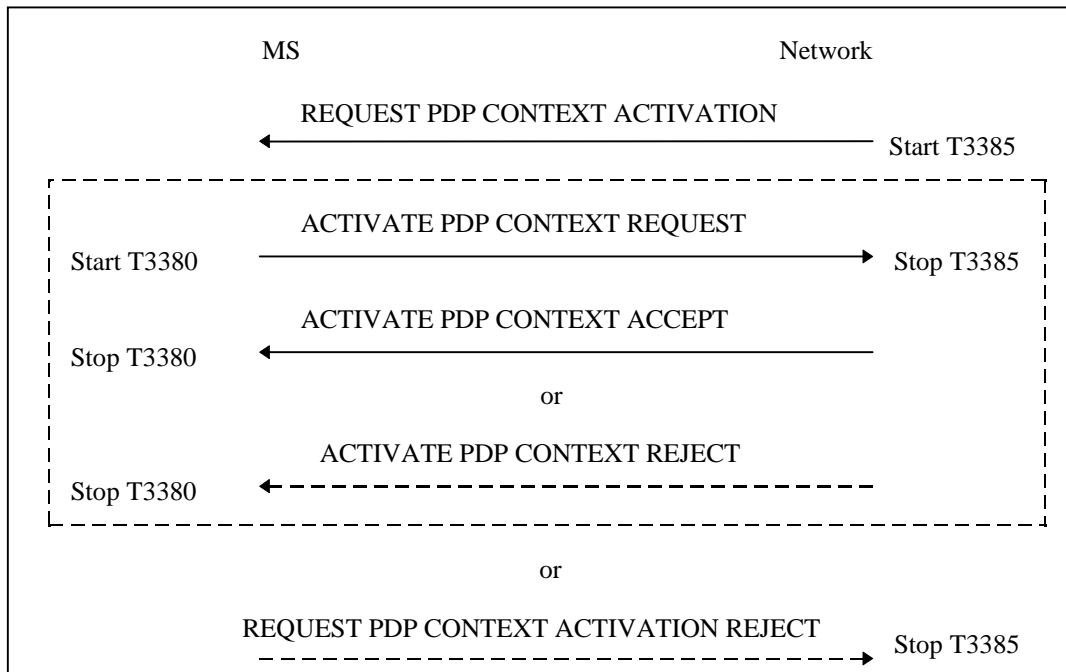 MS Network
REQUEST PDP CONTEXT ACTIVATION
Start T3385
ACTIVATE PDP CONTEXT REQUEST
Start T3380 Stop T3385
ACTIVATE PDP CONTEXT ACCEPT
Stop T3380
or
ACTIVATE PDP CONTEXT REJECT
Stop T3380
or
REQUEST PDP CONTEXT ACTIVATION REJECT
Stop T3385